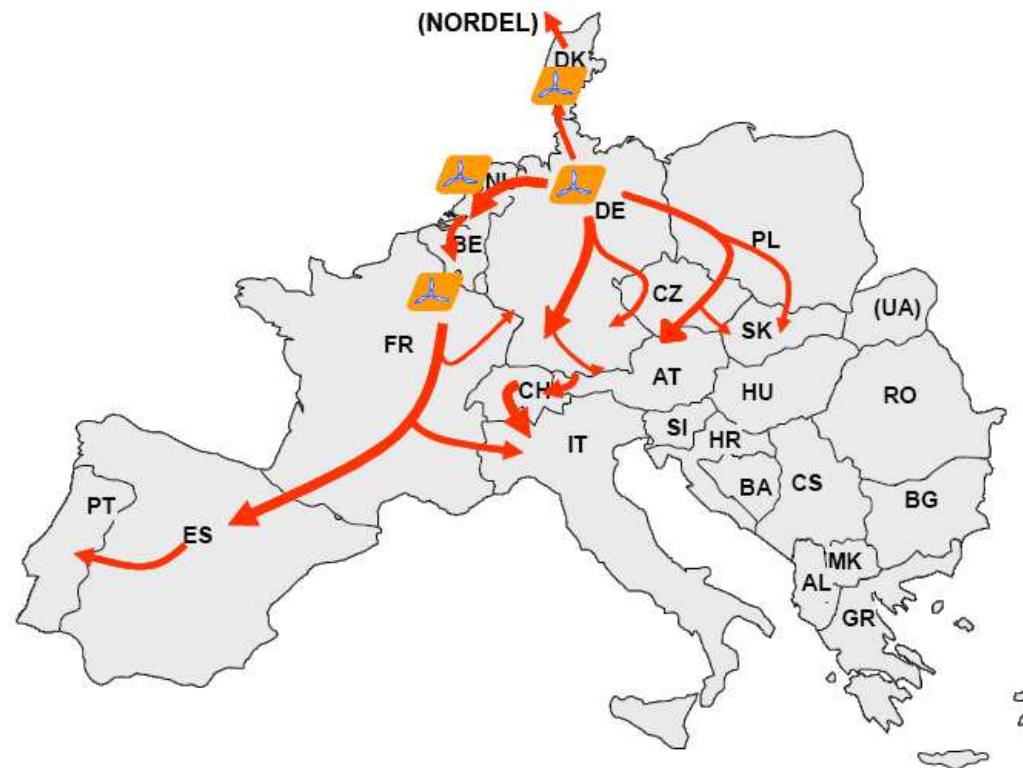 (NORDEL)
DK
NL
DE
BE
PL
CZ
(UA)
SK
FR
AT
CH
HU
RO
SI
HR
IT
BA
CS
BG
PT
ES
MK
AL
GR